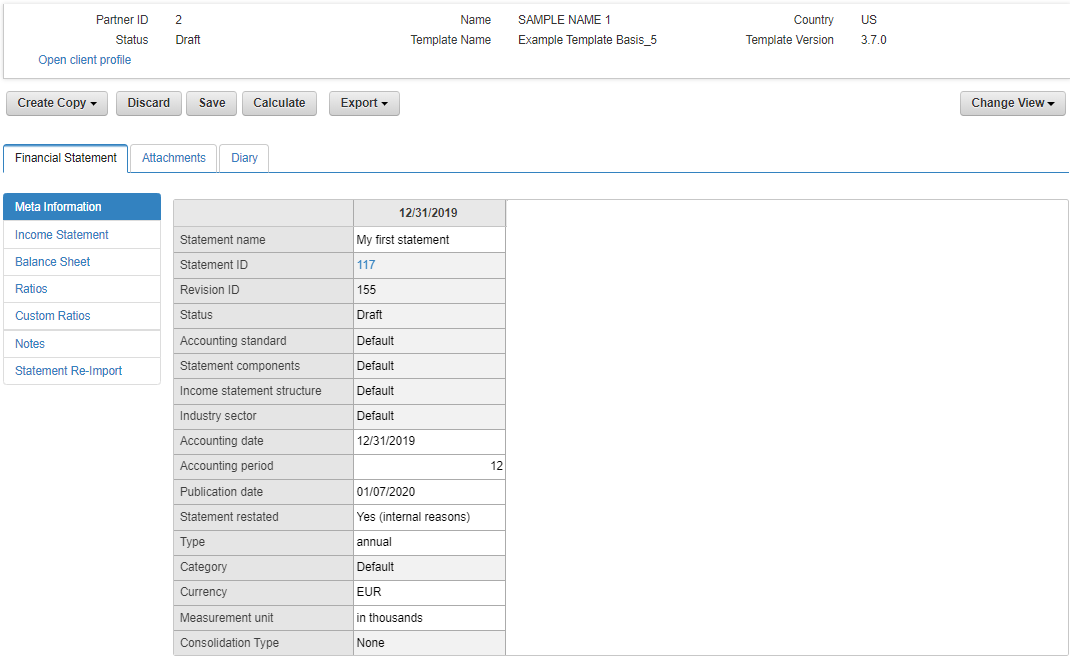 Partner ID 2 Name SAMPLE NAME 1 Country US
Status Draft Template Name Example Template Basis_5 Template Version 3.7.0
Open client profile
Create Copy Discard Save Calculate Export Change View
Financial Statement Attachments Diary
Meta Information
Income Statement
Balance Sheet
Ratios
Custom Ratios
Notes
Statement Re-Import
12/31/2019
Statement name My first statement
Statement ID 117
Revision ID 155
Status Draft
Accounting standard Default
Statement components Default
Income statement structure Default
Industry sector Default
Accounting date 12/31/2019
Accounting period 12
Publication date 01/07/2020
Statement restated Yes (internal reasons)
Type annual
Category Default
Currency EUR
Measurement unit in thousands
Consolidation Type None